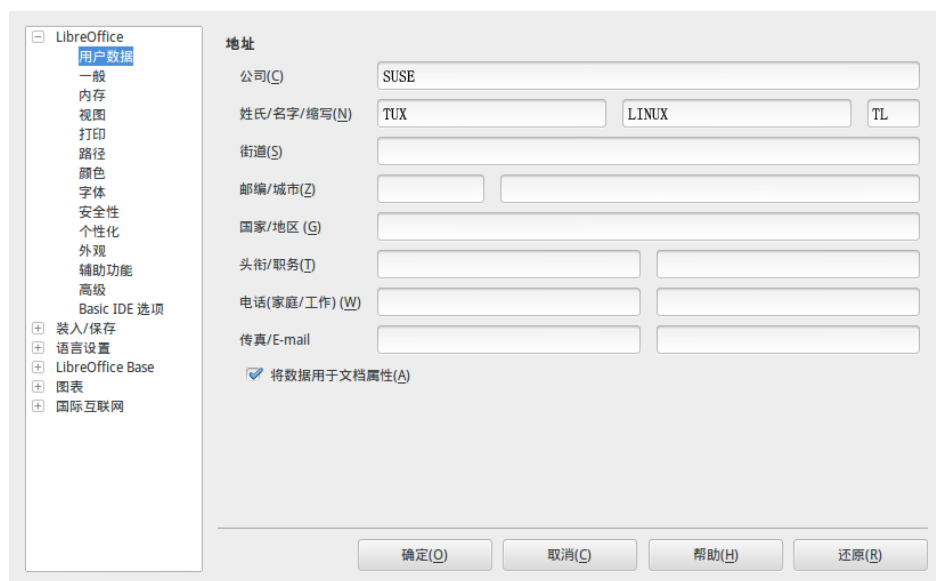 LibreOffice
用户数据
一般
内存
视图
打印
路径
颜色
字体
安全性
个性化
外观
辅助功能
高级
Basic IDE 选项
装入/保存
语言设置
LibreOffice Base
图表
国际互联网
地址
公司(C) SUSE
姓氏/名字/缩写(N) TUX LINUX TL
街道(S)
邮编/城市(Z)
国家/地区 (G)
头衔/职务(T)
电话(家庭/工作) (W)
传真/E-mail
将数据用于文档属性(A)
确定(O) 取消(C) 帮助(H) 还原(R)